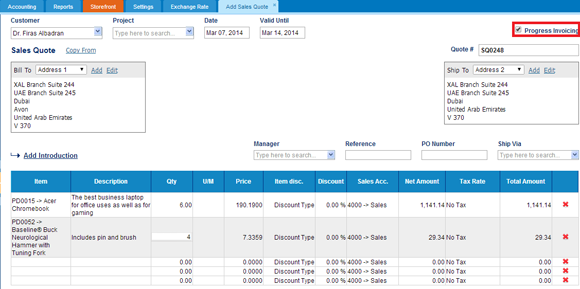 Accounting Reports Storefront Settings Exchange Rate Add Sales Quote
Customer Project Date Valid Until
Dr. Firas Albadran Type here to search... Mar 07, 2014 Mar 14, 2014
Progress Invoicing
Sales Quote Copy From
Quote # SQ0248
Bill To Address 1 Add Edit
XAL Branch Suite 244
UAE Branch Suite 245
Dubai
Avon
United Arab Emirates
V 370
Ship To Address 2 Add Edit
XAL Branch Suite 244
UAE Branch Suite 245
Dubai
United Arab Emirates
V 370
Manager Reference PO Number Ship Via
Add Introduction
Type here to search... Type here to search...
Item Description Qty U/M Price Item disc. Discount Sales Acc. Net Amount Tax Rate Total Amount
PD0015 -> Acer Chromebook The best business laptop for office uses as well as for gaming 6.00 190.1900 Discount Type 0.00 % 4000 -> Sales 1,141.14 No Tax 1,141.14
PD0052 -> Baseline® Buck Neurological Hammer with Tuning Fork Includes pin and brush 4 7.3359 Discount Type 0.00 % 4000 -> Sales 29.34 No Tax 29.34
0.00 0.0000 Discount Type 0.00 % 4000 -> Sales 0.00 No Tax 0.00
0.00 0.0000 Discount Type 0.00 % 4000 -> Sales 0.00 No Tax 0.00
0.00 0.0000 Discount Type 0.00 % 4000 -> Sales 0.00 No Tax 0.00